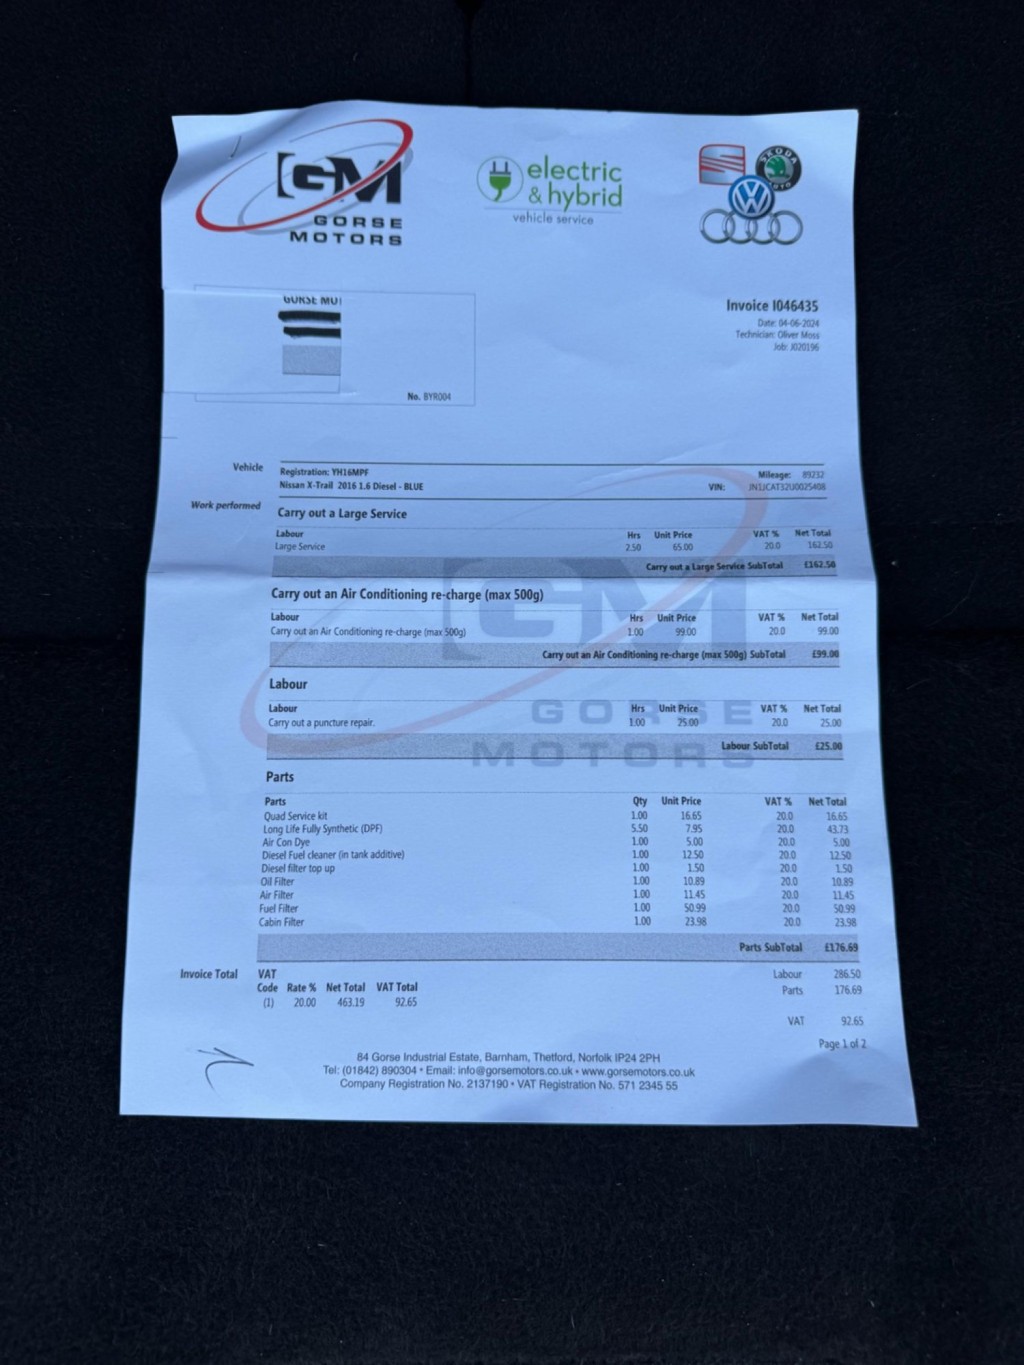 GM
GORSE
MOTORS
electric
& hybrid
vehicle service
SEAT
SKODA
AUTO
GORSE MO
Invoice I046435
Date: 04-06-2024
Technician: Oliver Moss
Job: J020196
No. BYR004
Vehicle
Registration: YH16MPF
Mileage: 89232
Nissan X-Trail 2016 1.6 Diesel - BLUE
VIN: JN1JCAT32U0025408
Work performed
Carry out a Large Service
Labour Hrs Unit Price VAT % Net Total
Large Service 2.50 65.00 20.0 162.50
Carry out a Large Service SubTotal £162.50
Carry out an Air Conditioning re-charge (max 500g)
Labour Hrs Unit Price VAT % Net Total
Carry out an Air Conditioning re-charge (max 500g) 1.00 99.00 20.0 99.00
Carry out an Air Conditioning re-charge (max 500g) SubTotal £99.00
Labour
Labour Hrs Unit Price VAT % Net Total
Carry out a puncture repair. 1.00 25.00 20.0 25.00
Labour SubTotal £25.00
GM
GORSE
MOTORS
Parts
Parts Qty Unit Price VAT % Net Total
Quad Service kit 1.00 16.65 20.0 16.65
Long Life Fully Synthetic (DPF) 5.50 7.95 20.0 43.73
Air Con Dye 1.00 5.00 20.0 5.00
Diesel Fuel cleaner (in tank additive) 1.00 12.50 20.0 12.50
Diesel filter top up 1.00 1.50 20.0 1.50
Oil Filter 1.00 10.89 20.0 10.89
Air Filter 1.00 11.45 20.0 11.45
Fuel Filter 1.00 50.99 20.0 50.99
Cabin Filter 1.00 23.98 20.0 23.98
Parts SubTotal £176.69
Invoice Total
VAT
Code Rate % Net Total VAT Total
(1) 20.00 463.19 92.65
Labour 286.50
Parts 176.69
VAT 92.65
Page 1 of 2
84 Gorse Industrial Estate, Barnham, Thetford, Norfolk IP24 2PH
Tel: (01842) 890304 • Email: info@gorsemotors.co.uk • www.gorsemotors.co.uk
Company Registration No. 2137190 • VAT Registration No. 571 2345 55